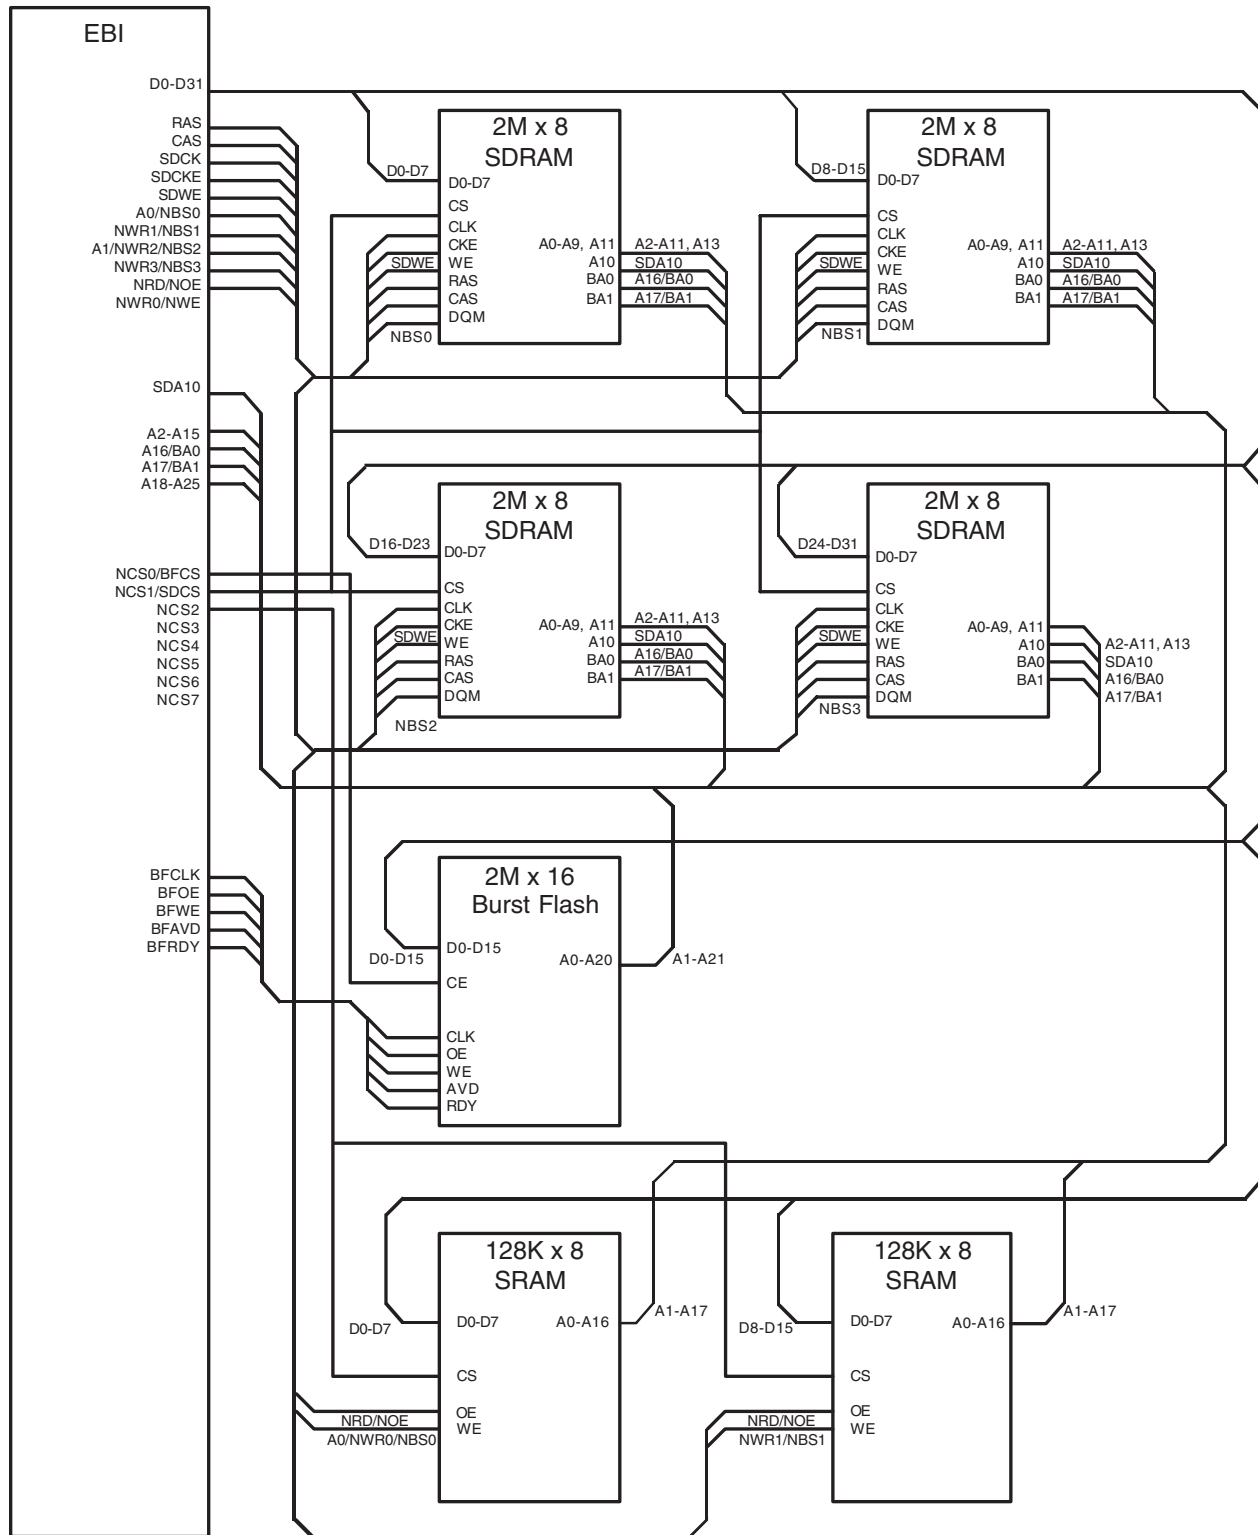 EBI
D0-D31
RAS
CAS
SDCK
SDCKE
SDWE
A0/NBS0
NWR1/NBS1
A1/NWR2/NBS2
NWR3/NBS3
NRD/NOE
NWR0/NWE
SDA10
A2-A15
A16/BA0
A17/BA1
A18-A25
NCS0/BFCS
NCS1/SDCS
NCS2
NCS3
NCS4
NCS5
NCS6
NCS7
BFCLK
BFOE
BFWE
BFAVD
BFRDY
2M x 8
SDRAM
D0-D7
D0-D7
CS
CLK
CKE
SDWE
WE
RAS
CAS
DQM
NBS0
A0-A9, A11
A10
BA0
BA1
A2-A11, A13
SDA10
A16/BA0
A17/BA1
2M x 8
SDRAM
D8-D15
D0-D7
CS
CLK
CKE
SDWE
WE
RAS
CAS
DQM
NBS1
A0-A9, A11
A10
BA0
BA1
A2-A11, A13
SDA10
A16/BA0
A17/BA1
2M x 8
SDRAM
D16-D23
D0-D7
CS
CLK
CKE
SDWE
WE
RAS
CAS
DQM
NBS2
A0-A9, A11
A10
BA0
BA1
A2-A11, A13
SDA10
A16/BA0
A17/BA1
2M x 8
SDRAM
D24-D31
D0-D7
CS
CLK
CKE
SDWE
WE
RAS
CAS
DQM
NBS3
A0-A9, A11
A10
BA0
BA1
A2-A11, A13
SDA10
A16/BA0
A17/BA1
2M x 16
Burst Flash
D0-D15
D0-D15
CE
CLK
OE
WE
AVD
RDY
A0-A20
A1-A21
128K x 8
SRAM
D0-D7
D0-D7
CS
OE
WE
NRD/NOE
A0/NWR0/NBS0
A0-A16
A1-A17
128K x 8
SRAM
D8-D15
D0-D7
CS
OE
WE
NRD/NOE
NWR1/NBS1
A0-A16
A1-A17